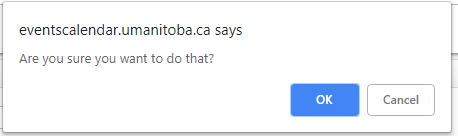 eventscalendar.umanitoba.ca says
Are you sure you want to do that?
OK
Cancel